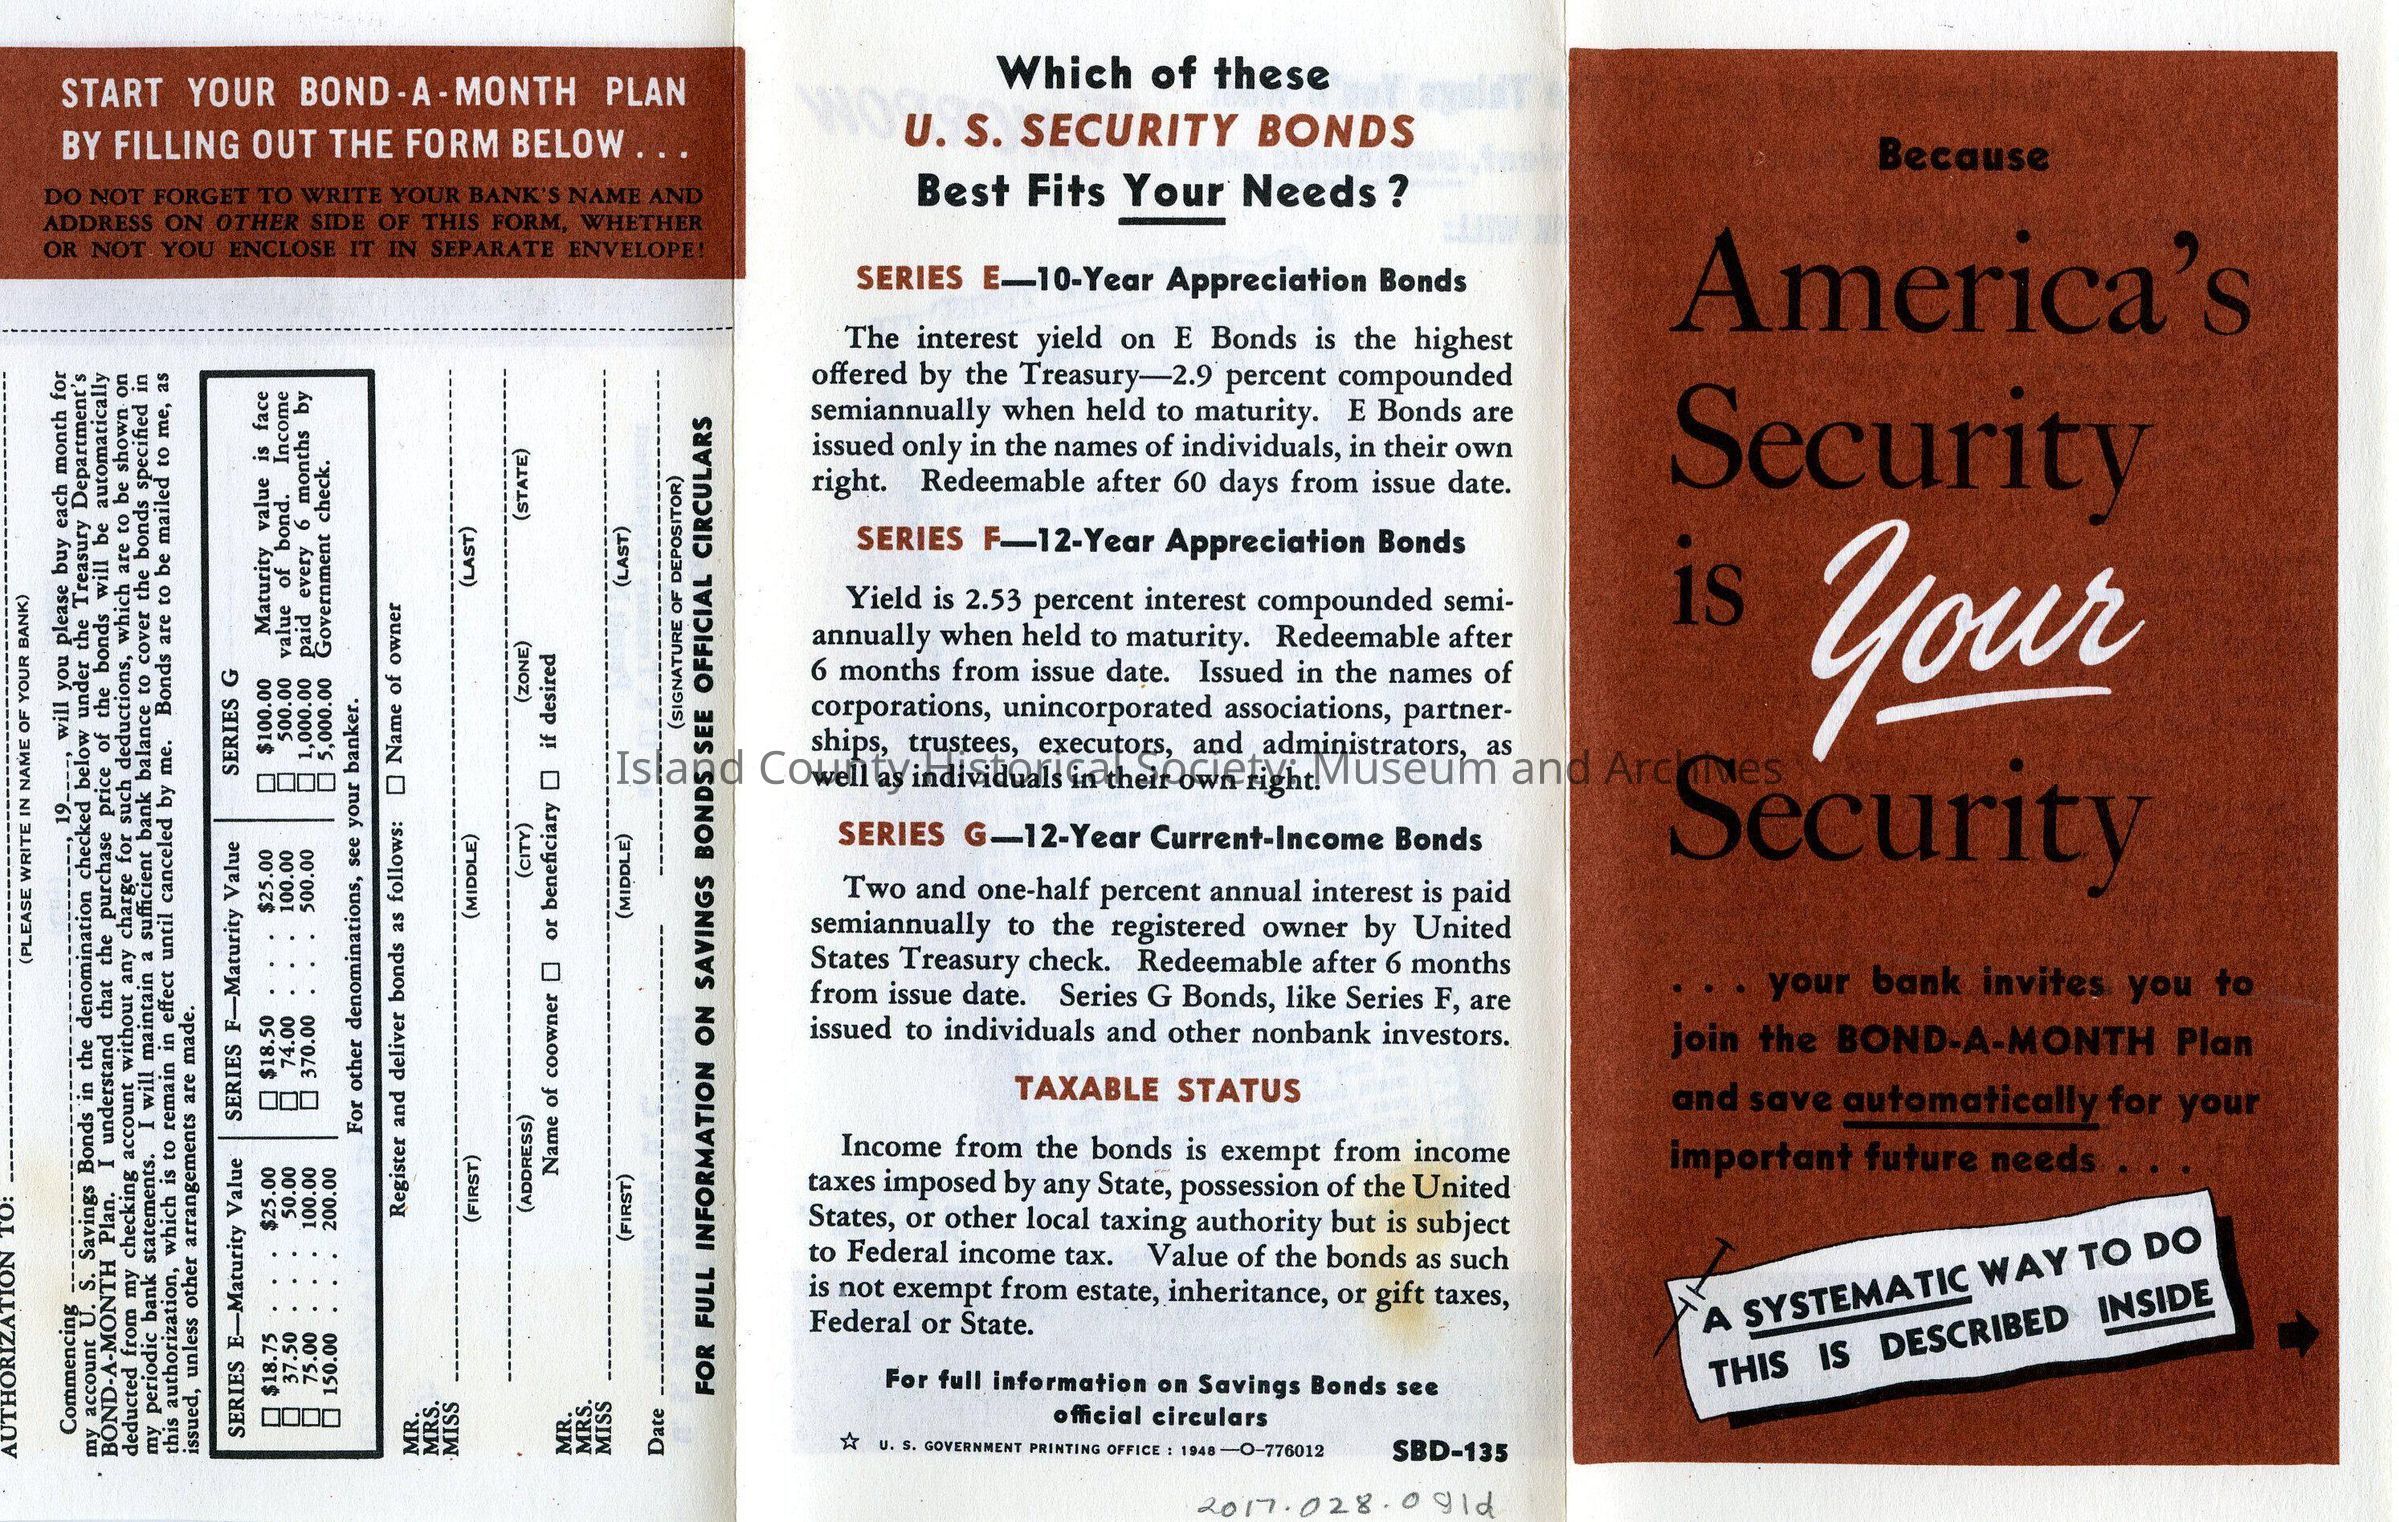 START YOUR BOND-A-MONTH PLAN
BY FILLING OUT THE FORM BELOW . . .
DO NOT FORGET TO WRITE YOUR BANK'S NAME AND
ADDRESS ON OTHER SIDE OF THIS FORM, WHETHER
OR NOT YOU ENCLOSE IT IN SEPARATE ENVELOPE!
AUTHORIZATION TO:
(PLEASE WRITE IN NAME OF YOUR BANK)
Commencing ----------, 19----, will you please buy each month for
my account U. S. Savings Bonds in the denomination checked below under the Treasury Department's
BOND-A-MONTH Plan. I understand that the purchase price of the bonds will be automatically
deducted from my checking account without any charge for such deductions, which are to be shown on
my periodic bank statements. I will maintain a sufficient bank balance to cover the bonds specified in
this authorization, which is to remain in effect until canceled by me. Bonds are to be mailed to me, as
issued, unless other arrangements are made.
SERIES E—Maturity Value
☐ $18.75 . . . $25.00
☐ 37.50 . . . 50.00
☐ 75.00 . . . 100.00
☐ 150.00 . . . 200.00
SERIES F—Maturity Value
☐ $18.50 . . . $25.00
☐ 74.00 . . . 100.00
☐ 370.00 . . . 500.00
SERIES G
☐ $100.00
☐ 500.00
☐ 1,000.00
☐ 5,000.00
Maturity value is face
value of bond. Income
paid every 6 months by
Government check.
For other denominations, see your banker.
Register and deliver bonds as follows: ☐ Name of owner
MR.
MRS.
MISS
(FIRST) (MIDDLE) (LAST)
(ADDRESS) (CITY) (ZONE) (STATE)
Name of coowner ☐ or beneficiary ☐ if desired
MR.
MRS.
MISS
(FIRST) (MIDDLE) (LAST)
Date
(SIGNATURE OF DEPOSITOR)
FOR FULL INFORMATION ON SAVINGS BONDS SEE OFFICIAL CIRCULARS
Which of these
U. S. SECURITY BONDS
Best Fits Your Needs?
SERIES E—10-Year Appreciation Bonds
The interest yield on E Bonds is the highest
offered by the Treasury—2.9 percent compounded
semiannually when held to maturity. E Bonds are
issued only in the names of individuals, in their own
right. Redeemable after 60 days from issue date.
SERIES F—12-Year Appreciation Bonds
Yield is 2.53 percent interest compounded semi-
annually when held to maturity. Redeemable after
6 months from issue date. Issued in the names of
corporations, unincorporated associations, partner-
ships, trustees, executors, and administrators, as
well as individuals in their own right.
SERIES G—12-Year Current-Income Bonds
Two and one-half percent annual interest is paid
semiannually to the registered owner by United
States Treasury check. Redeemable after 6 months
from issue date. Series G Bonds, like Series F, are
issued to individuals and other nonbank investors.
TAXABLE STATUS
Income from the bonds is exempt from income
taxes imposed by any State, possession of the United
States, or other local taxing authority but is subject
to Federal income tax. Value of the bonds as such
is not exempt from estate, inheritance, or gift taxes,
Federal or State.
For full information on Savings Bonds see
official circulars
☆ U. S. GOVERNMENT PRINTING OFFICE : 1948—O-776012 SBD-135
2017.028.091d
Because
America's
Security
is Your
Security
. . . your bank invites you to
join the BOND-A-MONTH Plan
and save automatically for your
important future needs . . .
A SYSTEMATIC WAY TO DO
THIS IS DESCRIBED INSIDE
Island County Historical Society: Museum and Archives